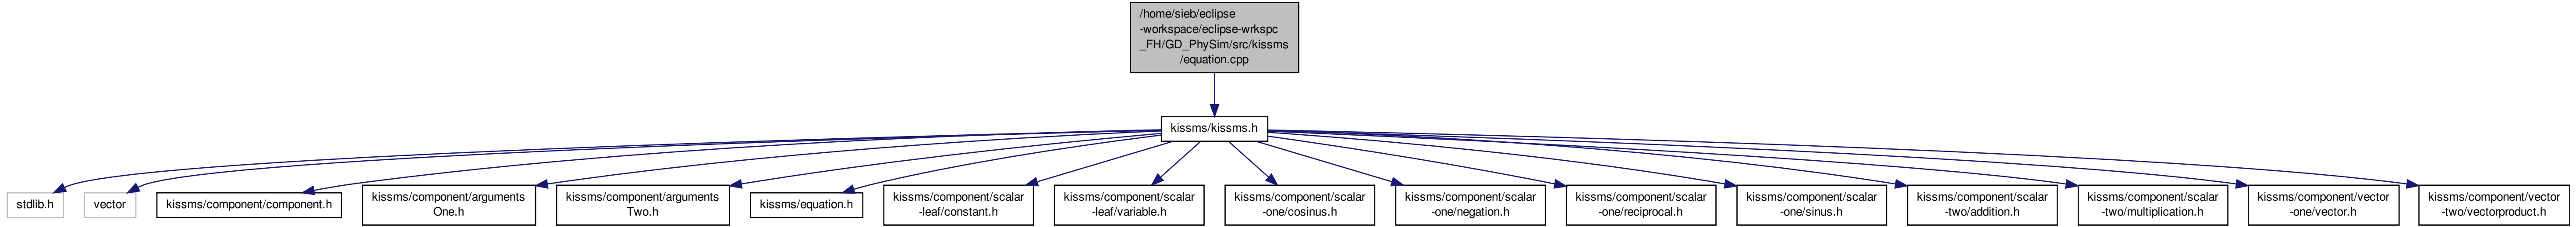 /home/sieb/eclipse
-workspace/eclipse-wrkspc
_FH/GD_PhySim/src/kissms
/equation.cpp
kissms/kissms.h
stdlib.h
vector
kissms/component/component.h
kissms/component/arguments
One.h
kissms/component/arguments
Two.h
kissms/equation.h
kissms/component/scalar
-leaf/constant.h
kissms/component/scalar
-leaf/variable.h
kissms/component/scalar
-one/cosinus.h
kissms/component/scalar
-one/negation.h
kissms/component/scalar
-one/reciprocal.h
kissms/component/scalar
-one/sinus.h
kissms/component/scalar
-two/addition.h
kissms/component/scalar
-two/multiplication.h
kissms/component/vector
-one/vector.h
kissms/component/vector
-two/vectorproduct.h